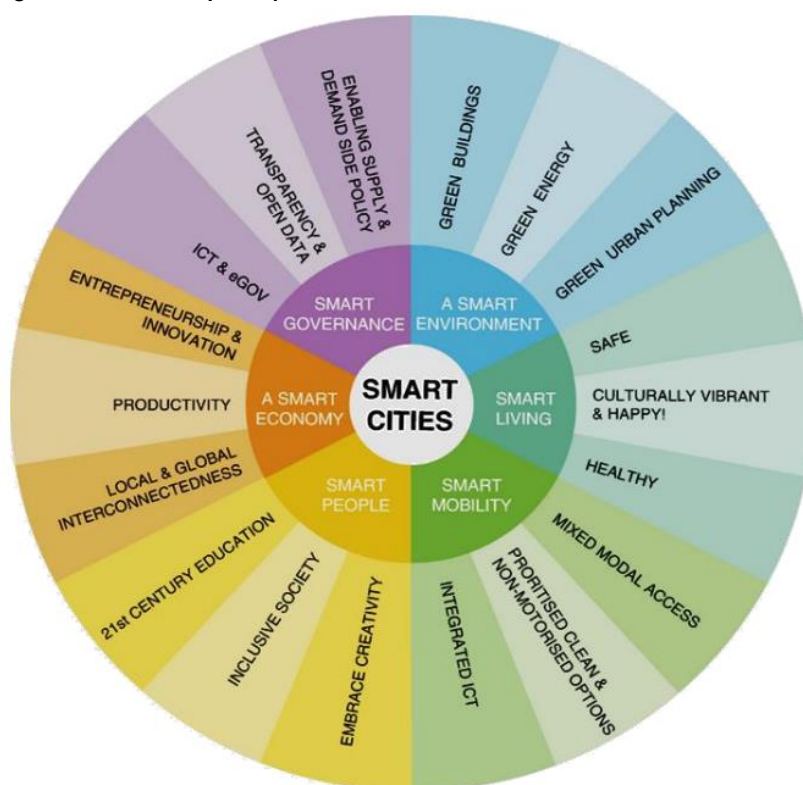 SMART
CITIES
A SMART
ENVIRONMENT
GREEN BUILDINGS
GREEN ENERGY
GREEN URBAN PLANNING
SMART
LIVING
SAFE
CULTURALLY VIBRANT
& HAPPY!
HEALTHY
SMART
MOBILITY
MIXED MODAL ACCESS
PRIORITISED CLEAN &
NON-MOTORISED OPTIONS
INTEGRATED ICT
SMART
PEOPLE
EMBRACE CREATIVITY
INCLUSIVE SOCIETY
21st CENTURY EDUCATION
A SMART
ECONOMY
LOCAL & GLOBAL
INTERCONNECTEDNESS
PRODUCTIVITY
ENTREPRENEURSHIP &
INNOVATION
SMART
GOVERNANCE
ICT & eGOV
TRANSPARENCY &
OPEN DATA
ENABLING SUPPLY &
DEMAND SIDE POLICY